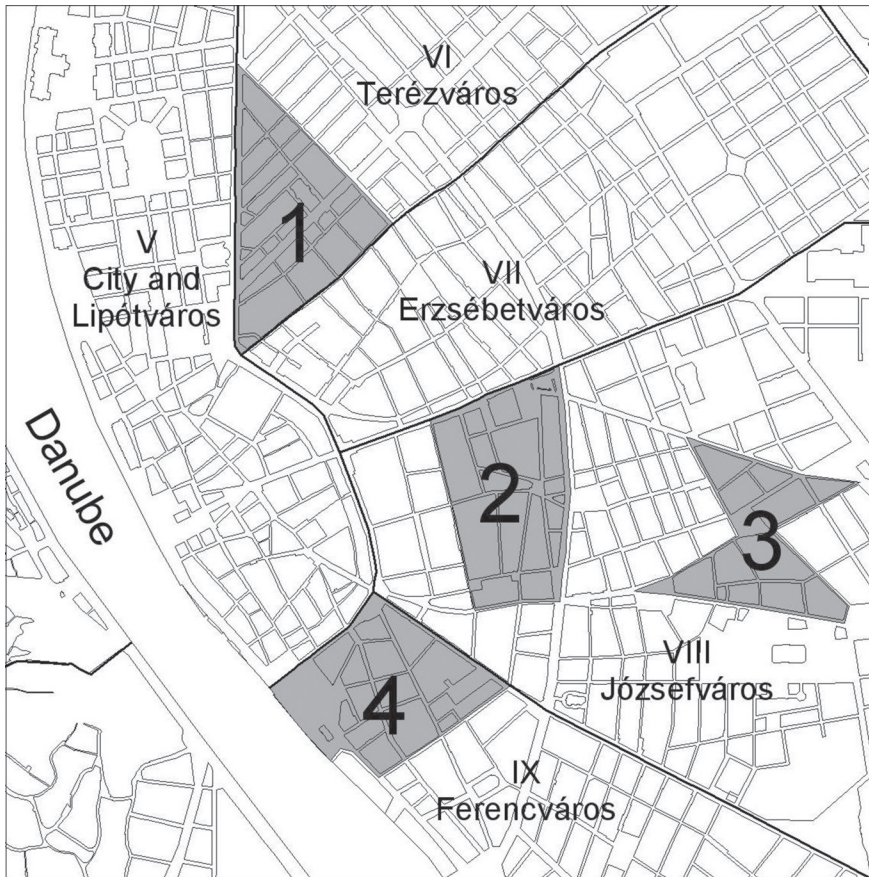 VI
Terézváros
1
V
City and
Lipótváros
VII
Erzsébetváros
Danube
2
3
VIII
Józsefváros
4
IX
Ferencváros